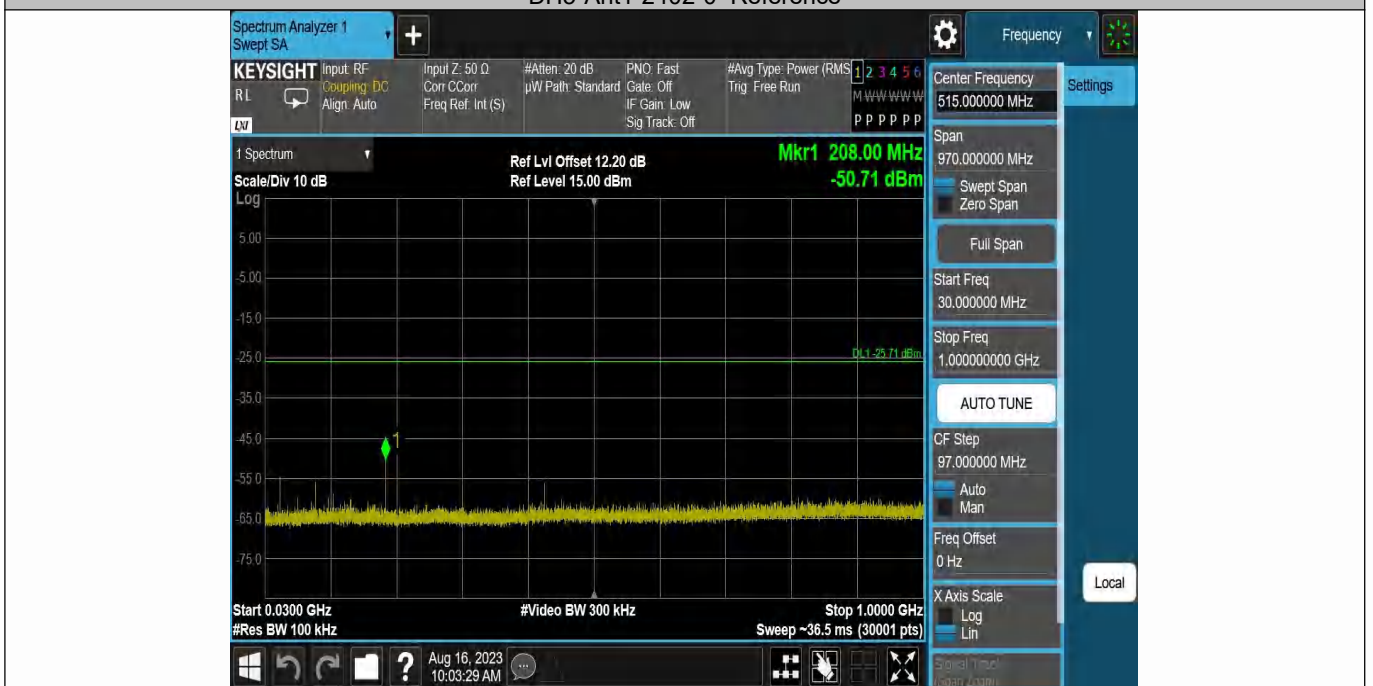 DH5-Ant1-2402-0~Reference
Spectrum Analyzer 1
Swept SA
+
Frequency
KEYSIGHT
RL
LXI
Input: RF
Coupling: DC
Align: Auto
Input Z: 50 Ω
Corr CCorr
Freq Ref: Int (S)
#Atten: 20 dB
µW Path: Standard
PNO: Fast
Gate: Off
IF Gain: Low
Sig Track: Off
#Avg Type: Power (RMS
Trig: Free Run
1 2 3 4 5 6
M W W W W W
P P P P P P
1 Spectrum
Scale/Div 10 dB
Log
Ref Lvl Offset 12.20 dB
Ref Level 15.00 dBm
Mkr1 208.00 MHz
-50.71 dBm
5.00
-5.00
-15.0
-25.0
DL1 -25.71 dBm
-35.0
-45.0
1
-55.0
-65.0
-75.0
Start 0.0300 GHz
#Res BW 100 kHz
#Video BW 300 kHz
Stop 1.0000 GHz
Sweep ~36.5 ms (30001 pts)
Center Frequency
515.000000 MHz
Settings
Span
970.000000 MHz
Swept Span
Zero Span
Full Span
Start Freq
30.000000 MHz
Stop Freq
1.000000000 GHz
AUTO TUNE
CF Step
97.000000 MHz
Auto
Man
Freq Offset
0 Hz
X Axis Scale
Log
Lin
Signal Track
(Span Zoom)
Local
?
Aug 16, 2023
10:03:29 AM